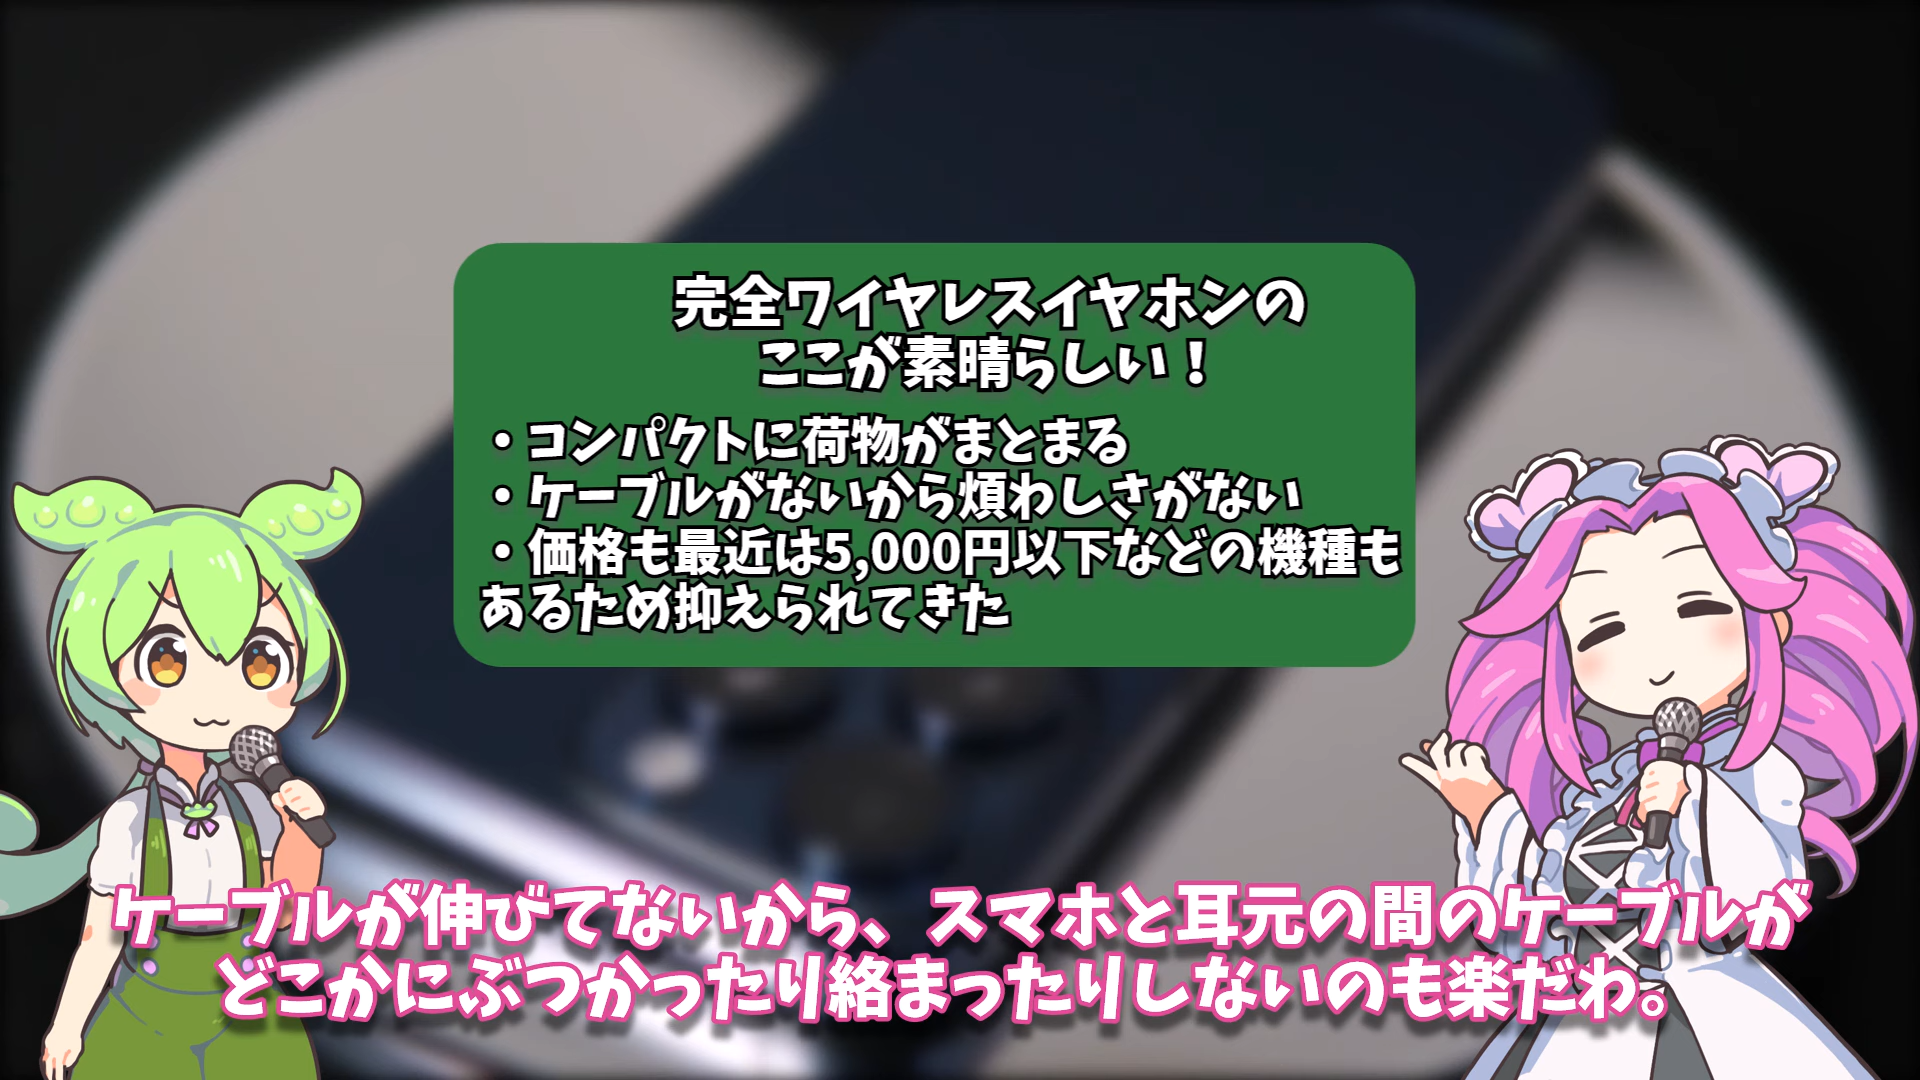 完全ワイヤレスイヤホンの
ここが素晴らしい！
・コンパクトに荷物がまとまる
・ケーブルがないから煩わしさがない
・価格も最近は5,000円以下などの機種も
あるため抑えられてきた
ケーブルが伸びてないから、スマホと耳元の間のケーブルが
どこかにぶつかったり絡まったりしないのも楽だわ。